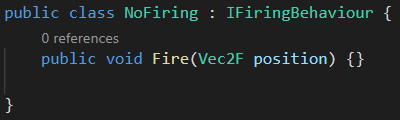 public class NoFiring : IFiringBehaviour {
0 references
public void Fire(Vec2F position) {}
}